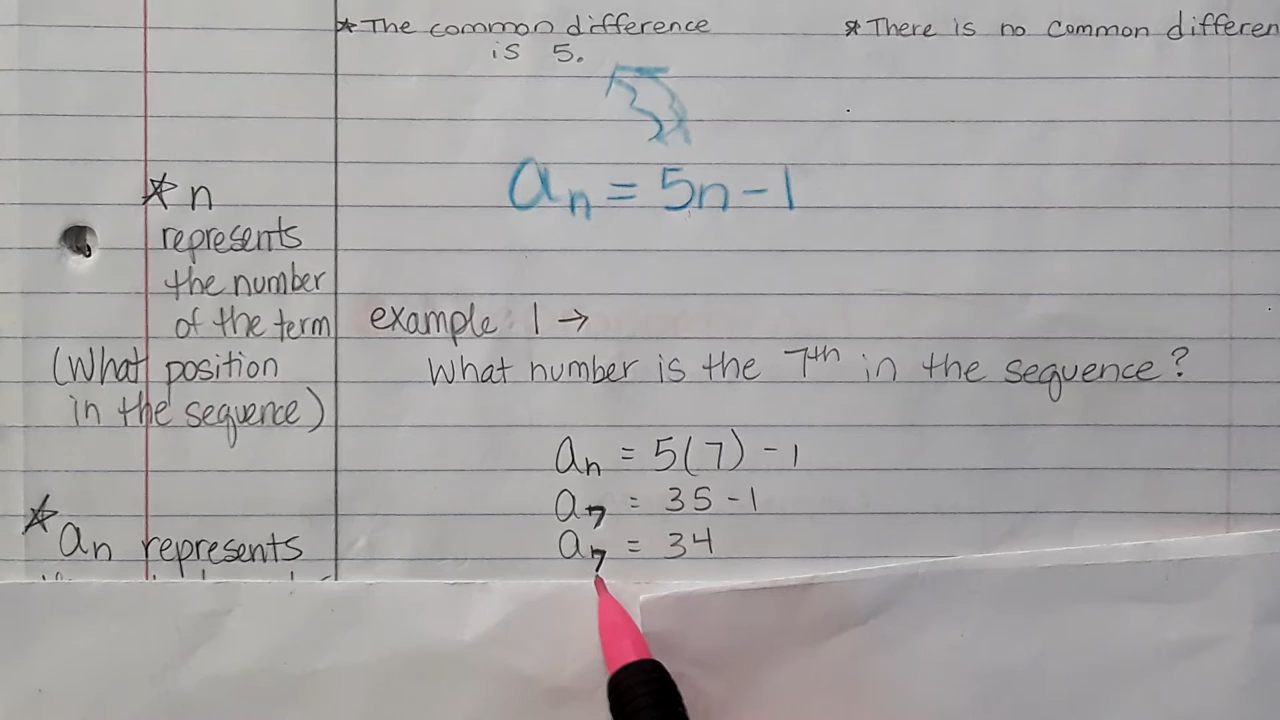 *The common difference
is 5.
*There is no common differen
an = 5n - 1
*n
represents
the number
of the term
(What position
in the sequence)
*an represents
example: 1 →
What number is the 7th in the sequence?
an = 5(7) - 1
a7 = 35 - 1
a7 = 34